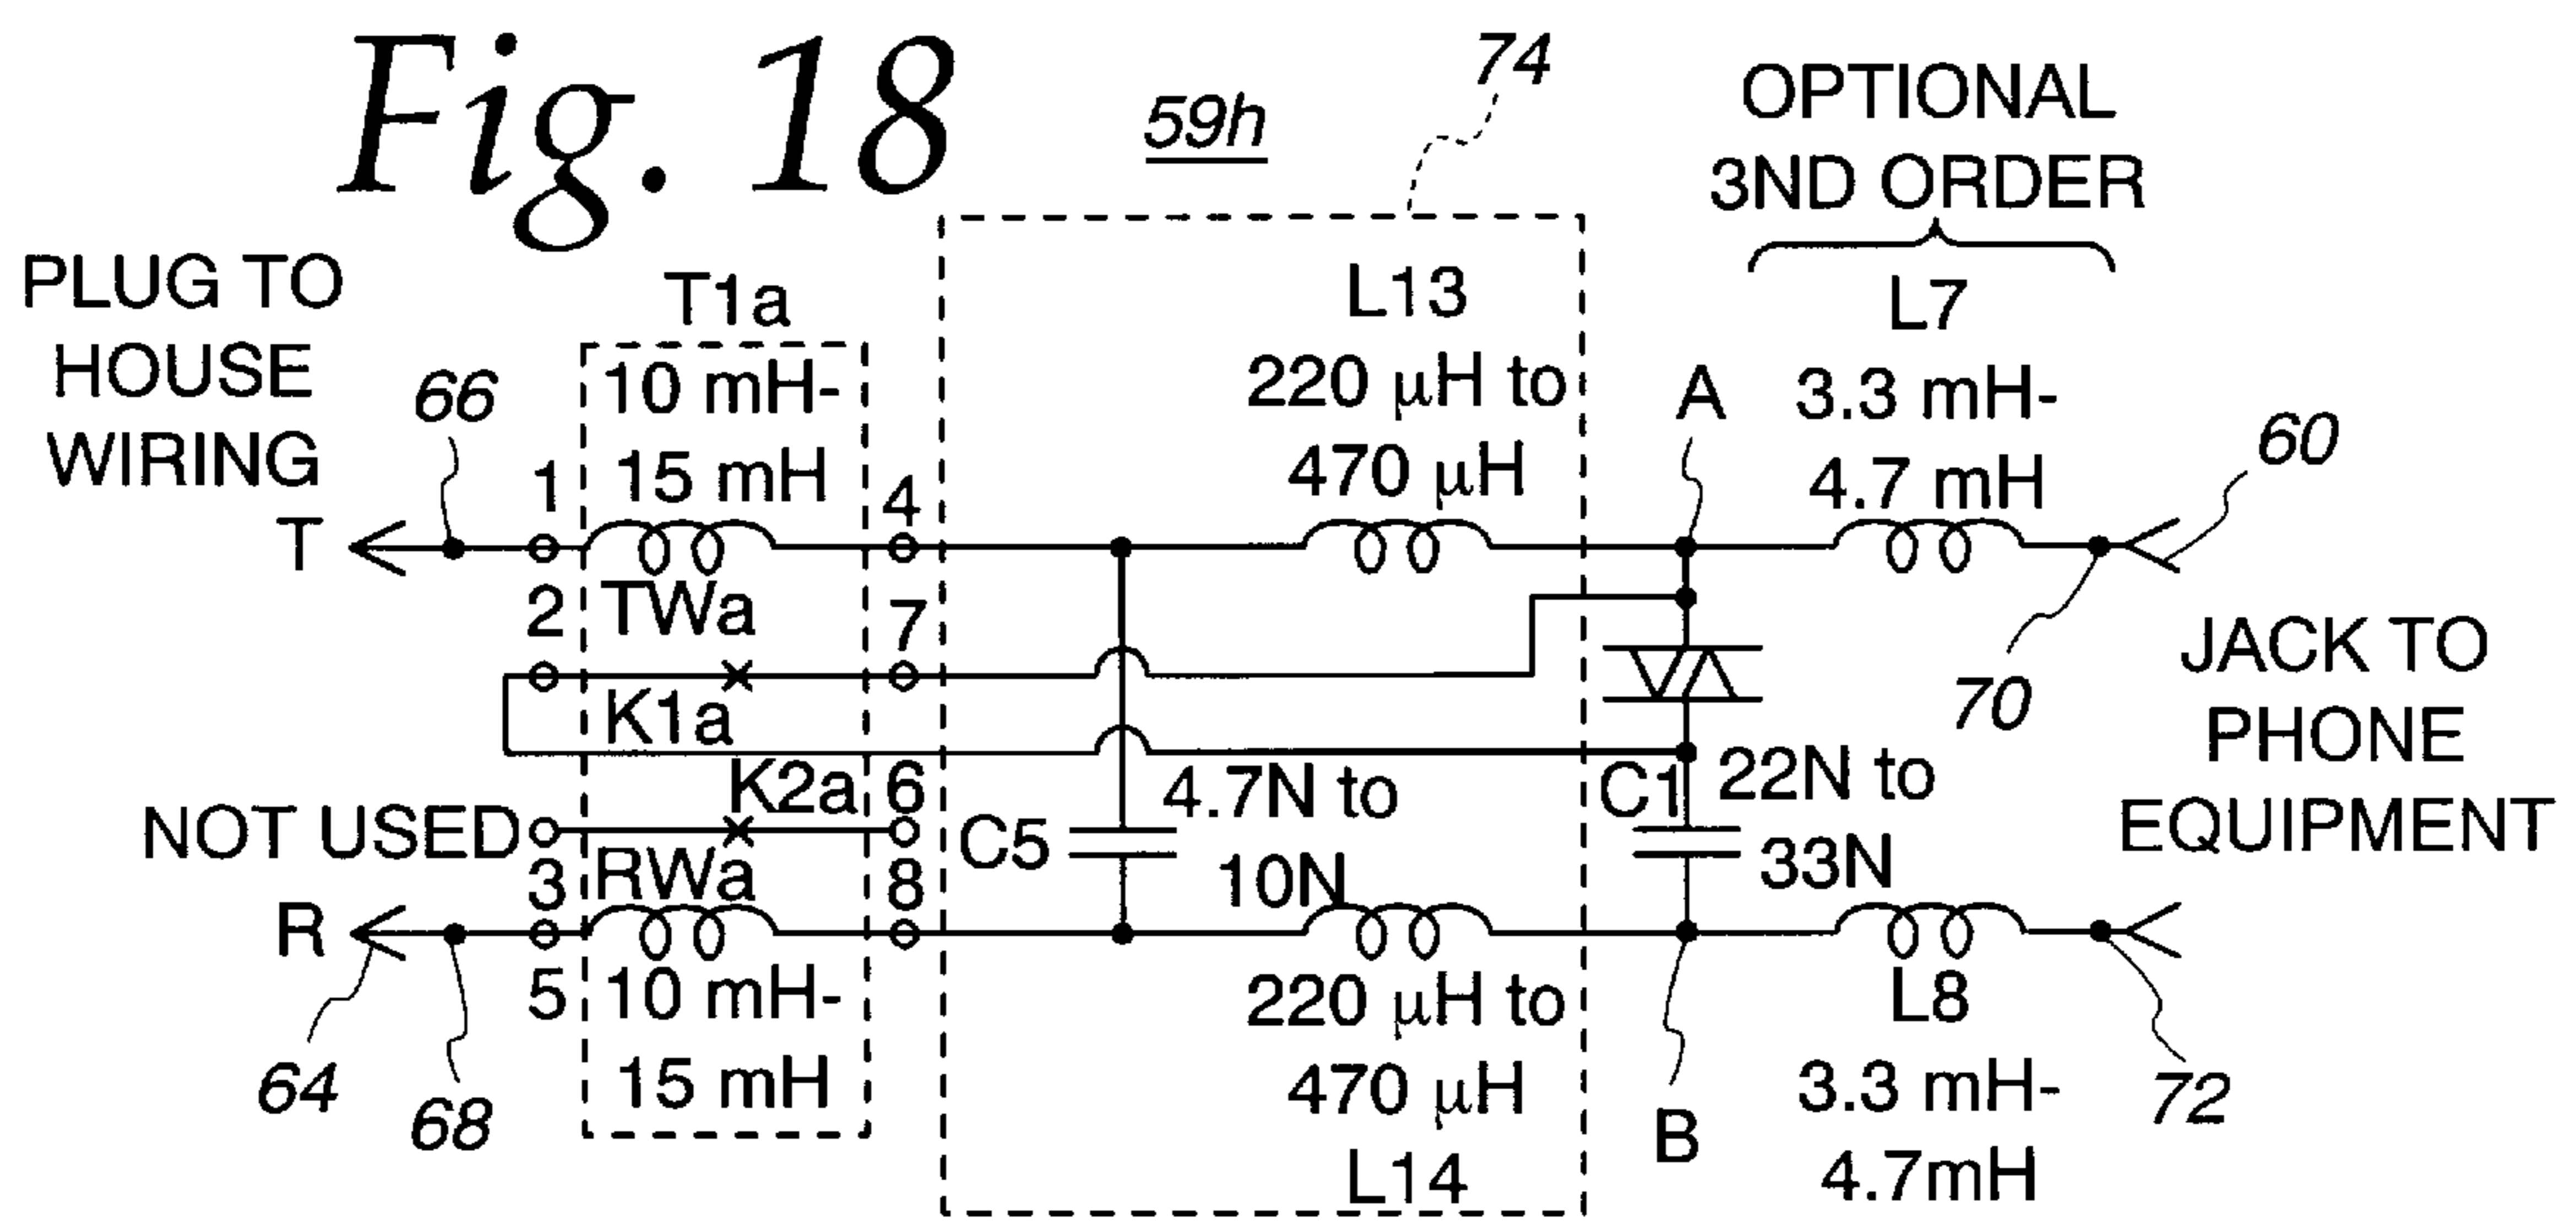 Fig. 18
59h
74
OPTIONAL
3ND ORDER
PLUG TO
HOUSE
WIRING
T1a
10 mH-
15 mH
L13
220 µH to
470 µH
L7
3.3 mH-
4.7 mH
A
60
66
T
1
4
2
TWa
7
K1a
70
JACK TO
PHONE
EQUIPMENT
K2a
6
NOT USED
3
RWa
8
C5
4.7N to
10N
C1
22N to
33N
R
5
10 mH-
15 mH
64
68
220 µH to
470 µH
L14
B
L8
3.3 mH-
4.7mH
72